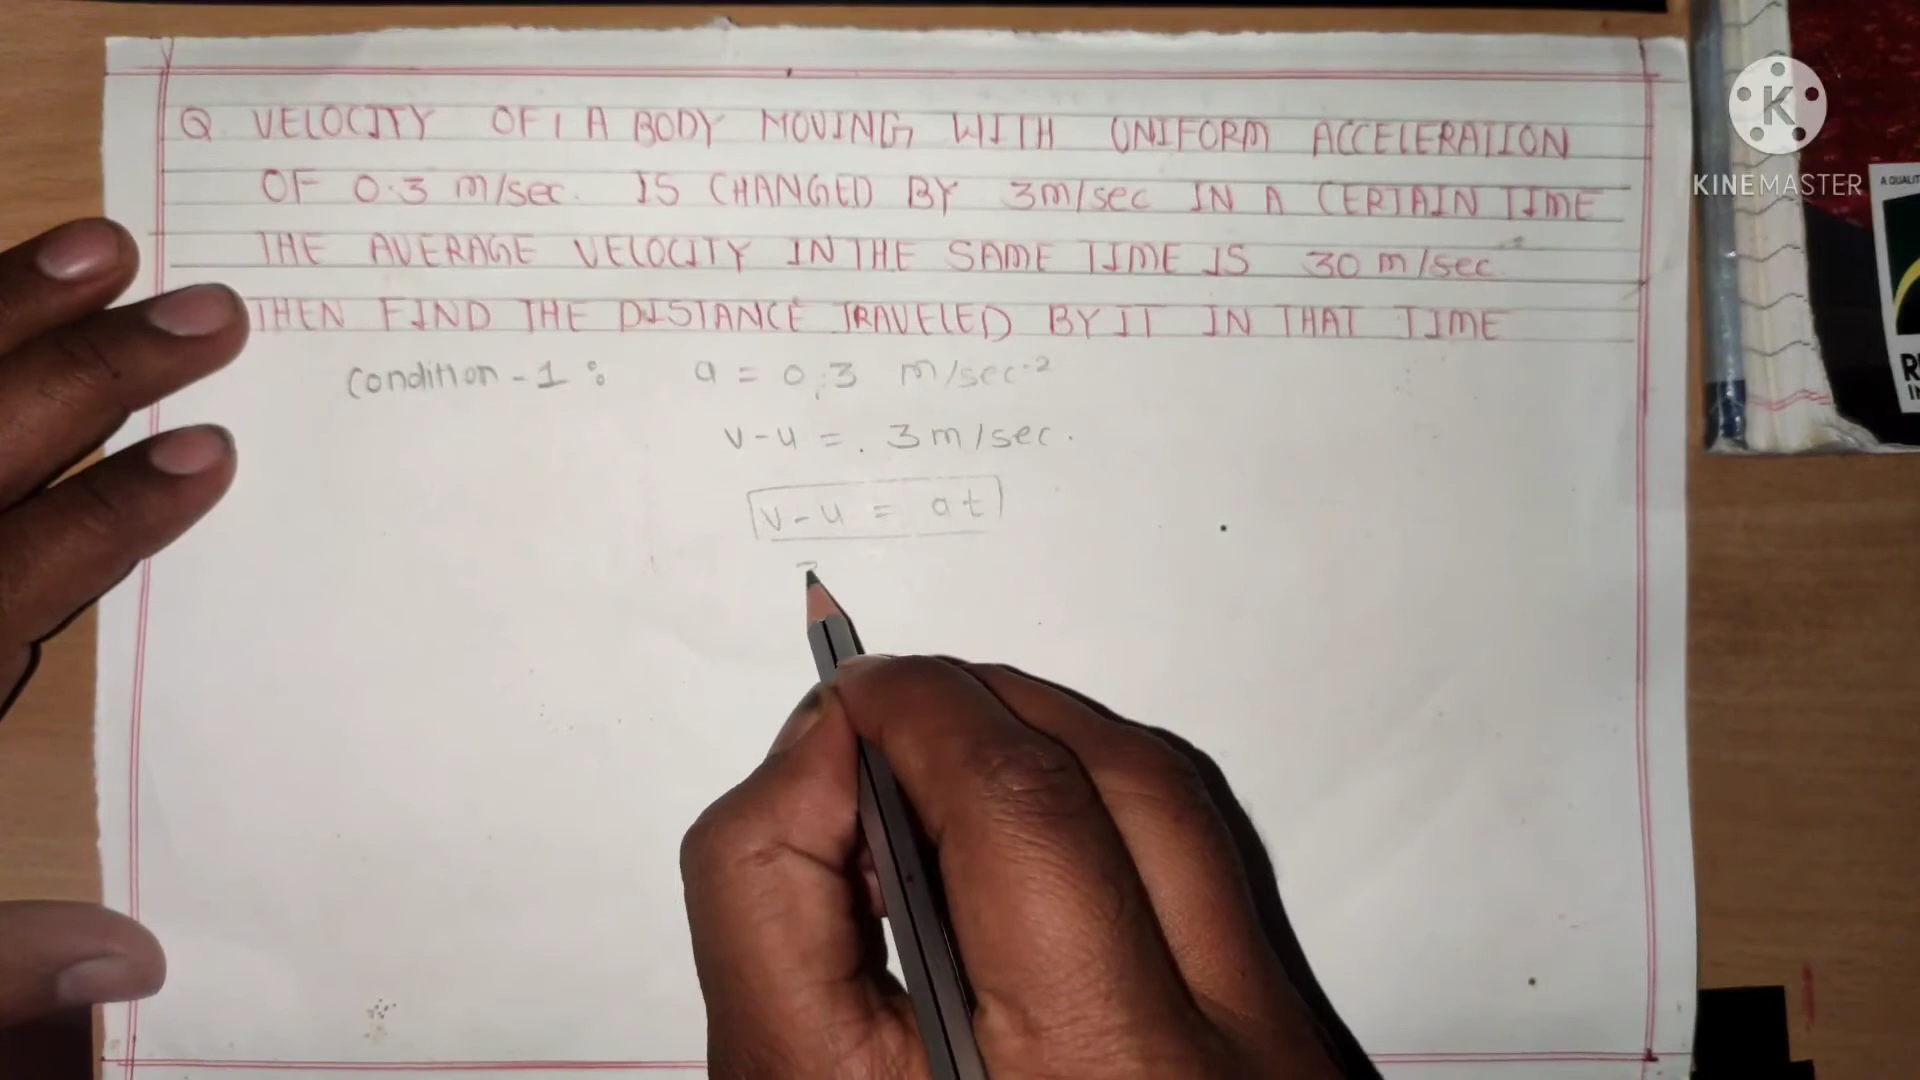 Q VELOCITY OF A BODY MOVING WITH UNIFORM ACCELERATION
OF 0.3 m/sec. IS CHANGED BY 3m/sec IN A CERTAIN TIME
THE AVERAGE VELOCITY IN THE SAME TIME IS 30 m/sec
THEN FIND THE DISTANCE TRAVELED BY IT IN THAT TIME
Condition-1: a = 0.3 m/sec-2
v-u = 3m/sec.
v-u = at
KINEMASTER